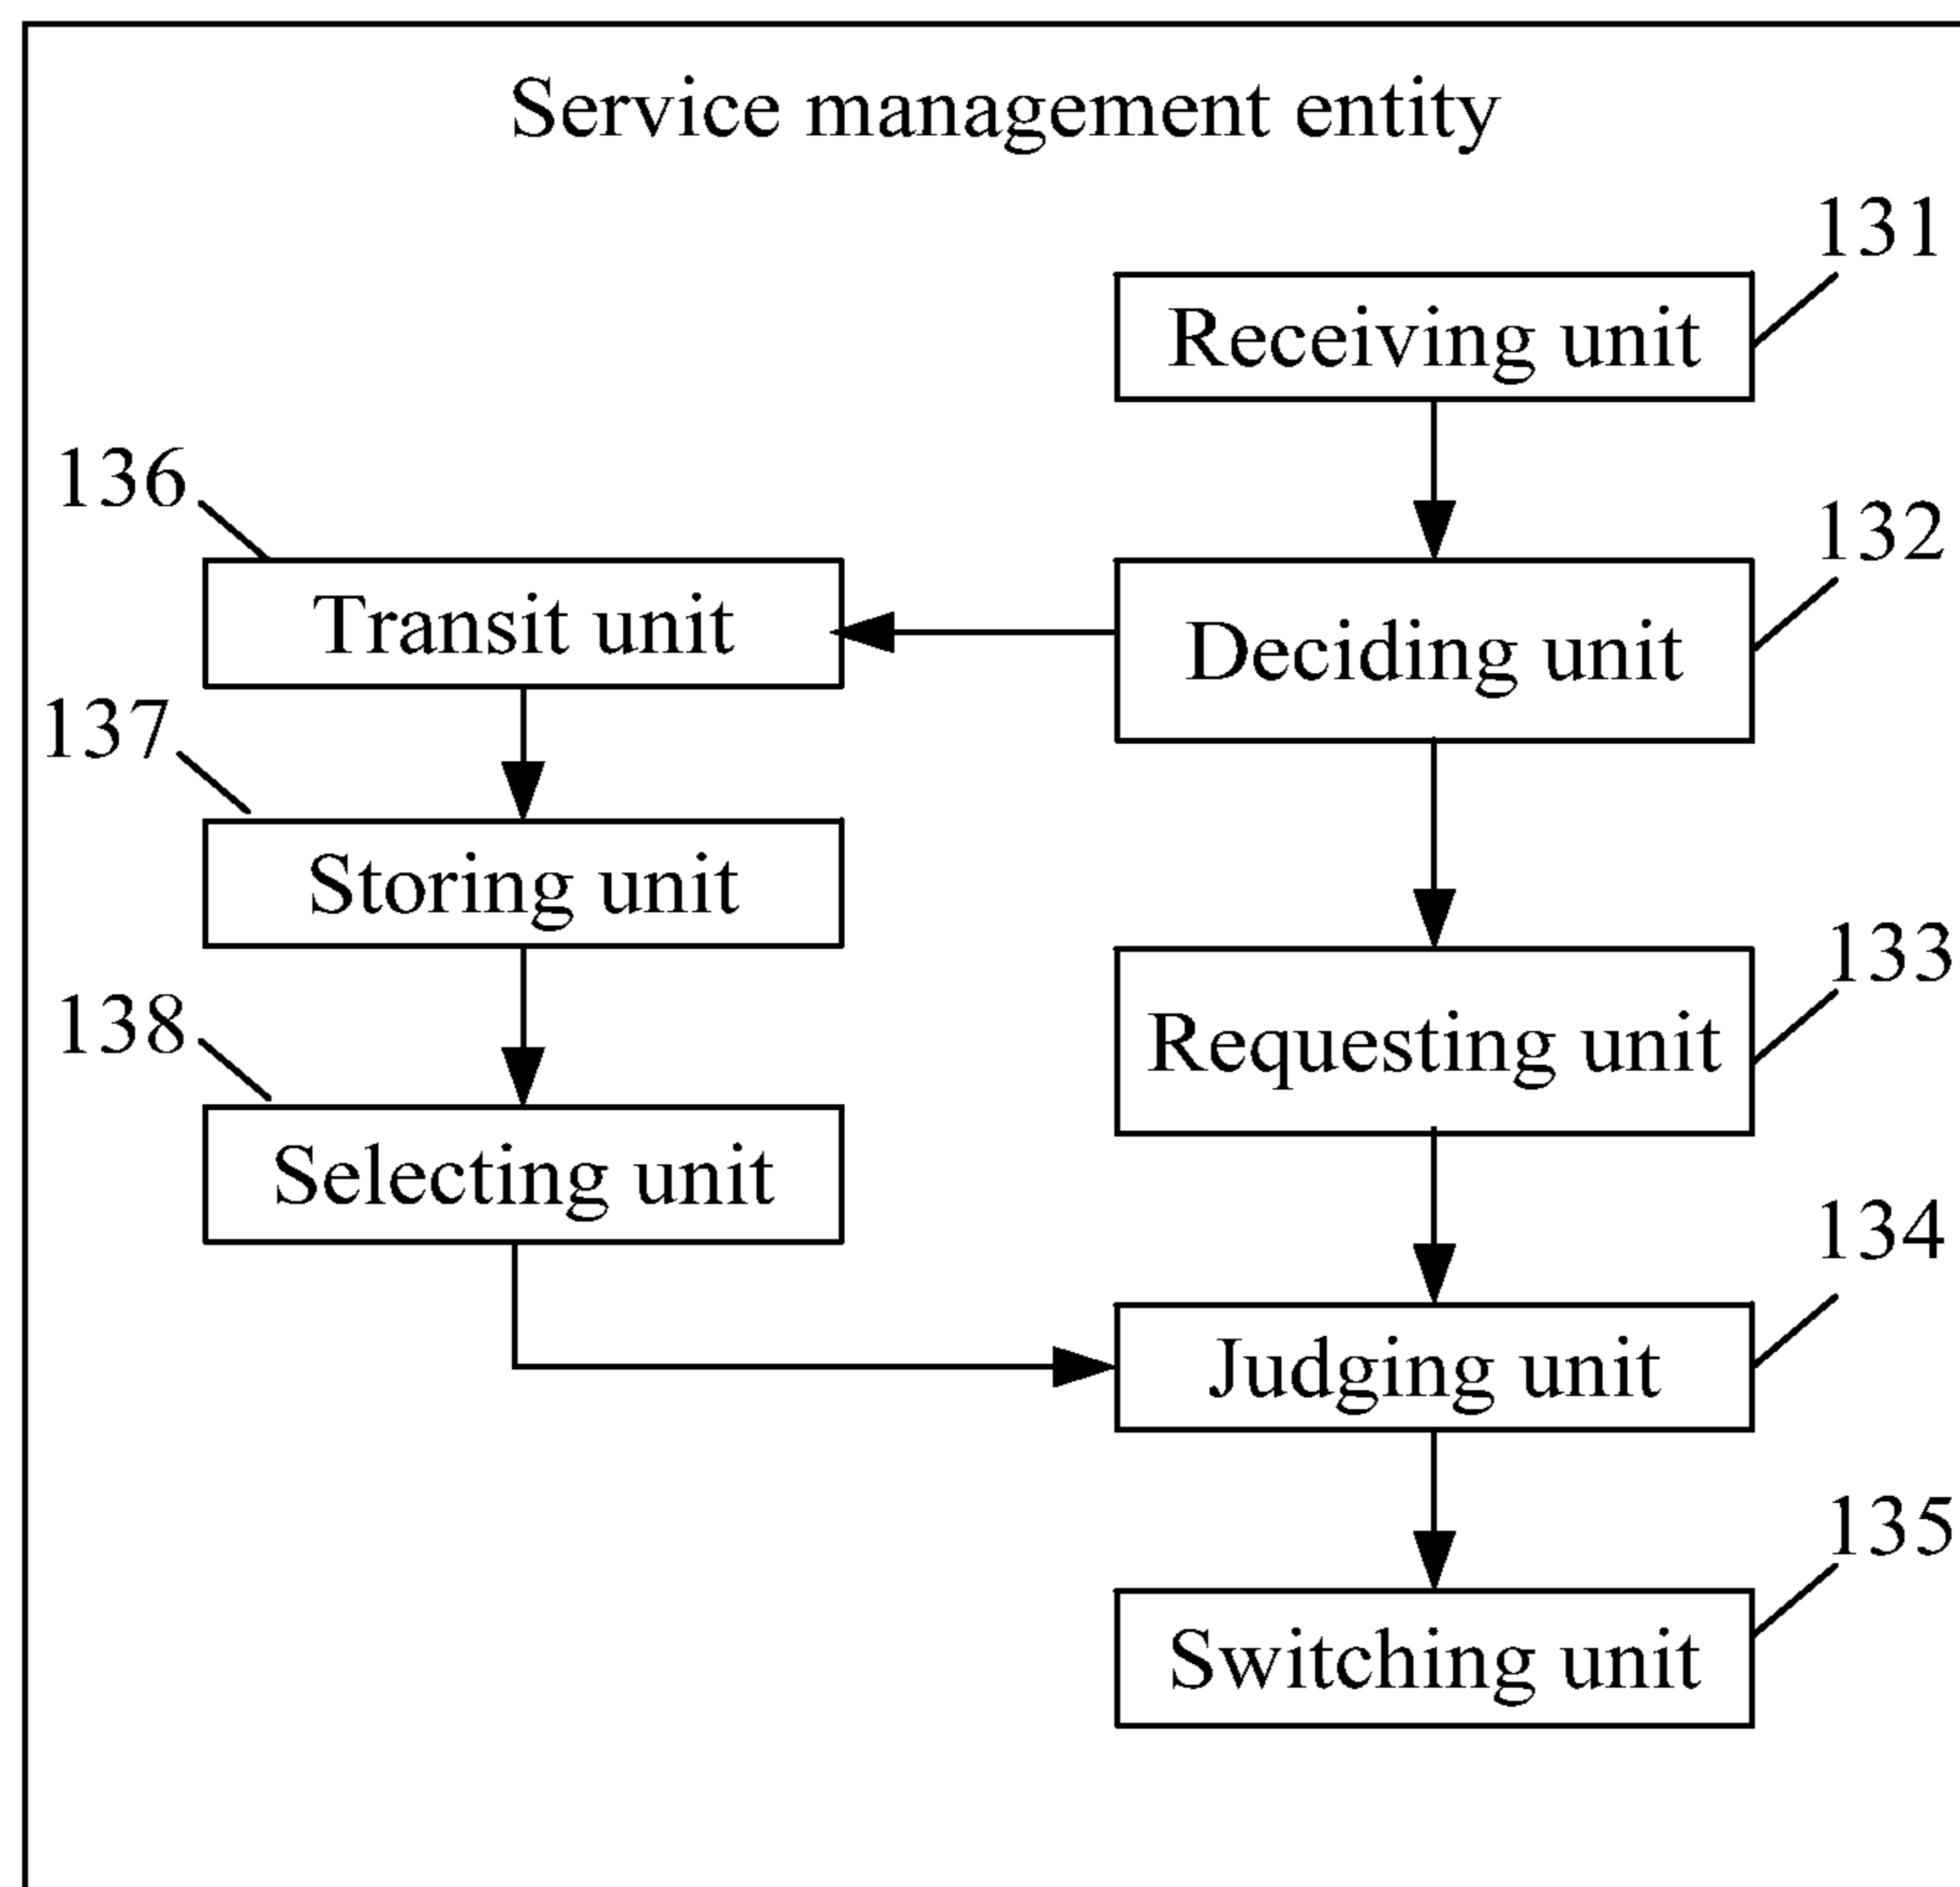 Service management entity
131
Receiving unit
136
132
Transit unit
Deciding unit
137
Storing unit
133
138
Requesting unit
Selecting unit
134
Judging unit
135
Switching unit